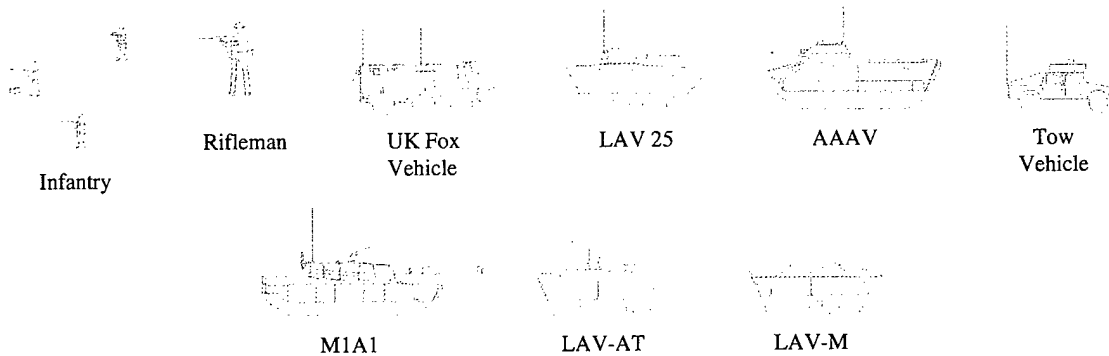 Infantry
Rifleman
UK Fox
Vehicle
LAV 25
AAAV
Tow
Vehicle
M1A1
LAV-AT
LAV-M